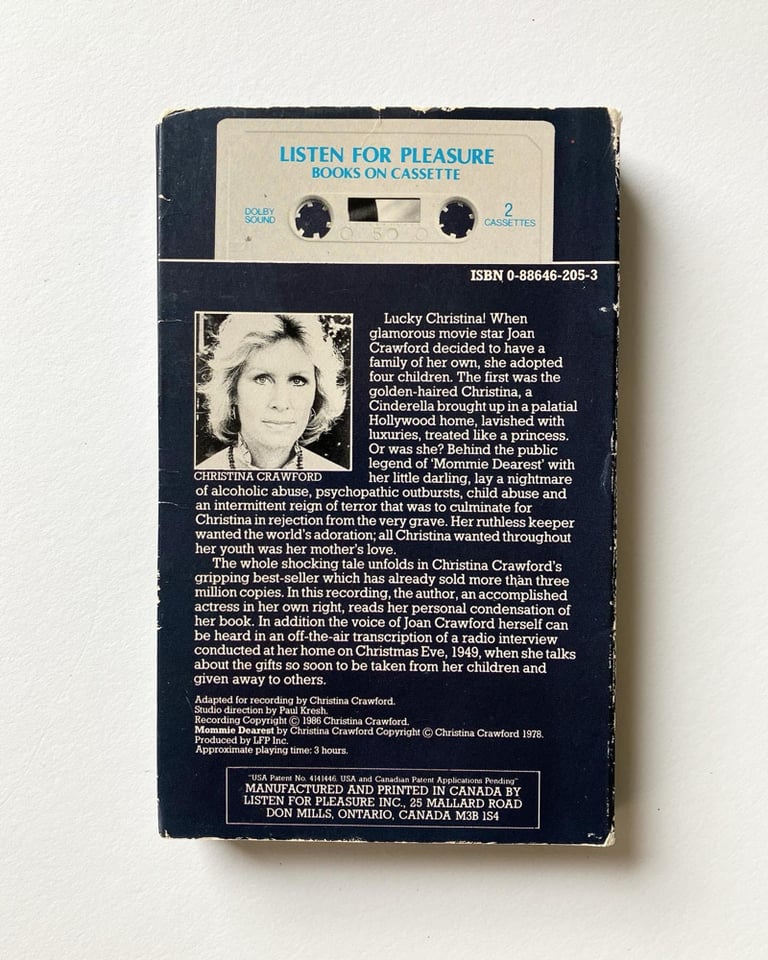 LISTEN FOR PLEASURE
BOOKS ON CASSETTE
DOLBY
SOUND
2
CASSETTES
50
ISBN 0-88646-205-3
Lucky Christina! When
glamorous movie star Joan
Crawford decided to have a
family of her own, she adopted
four children. The first was the
golden-haired Christina, a
Cinderella brought up in a palatial
Hollywood home, lavished with
luxuries, treated like a princess.
Or was she? Behind the public
legend of ‘Mommie Dearest’ with
her little darling, lay a nightmare
CHRISTINA CRAWFORD
of alcoholic abuse, psychopathic outbursts, child abuse and
an intermittent reign of terror that was to culminate for
Christina in rejection from the very grave. Her ruthless keeper
wanted the world's adoration; all Christina wanted throughout
her youth was her mother's love.
The whole shocking tale unfolds in Christina Crawford's
gripping best-seller which has already sold more than three
million copies. In this recording, the author, an accomplished
actress in her own right, reads her personal condensation of
her book. In addition the voice of Joan Crawford herself can
be heard in an off-the-air transcription of a radio interview
conducted at her home on Christmas Eve, 1949, when she talks
about the gifts so soon to be taken from her children and
given away to others.
Adapted for recording by Christina Crawford.
Studio direction by Paul Kresh.
Recording Copyright © 1986 Christina Crawford.
Mommie Dearest by Christina Crawford Copyright © Christina Crawford 1978.
Produced by LFP Inc.
Approximate playing time: 3 hours.
"USA Patent No. 4141446. USA and Canadian Patent Applications Pending"
MANUFACTURED AND PRINTED IN CANADA BY
LISTEN FOR PLEASURE INC., 25 MALLARD ROAD
DON MILLS, ONTARIO, CANADA M3B 1S4